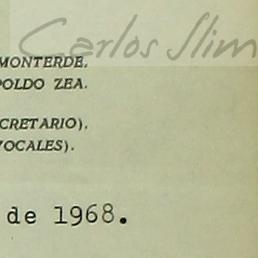 Carlos Slim
MONTERDE.
POLDO ZEA.
CRETARIO).
VOCALES).
de 1968.